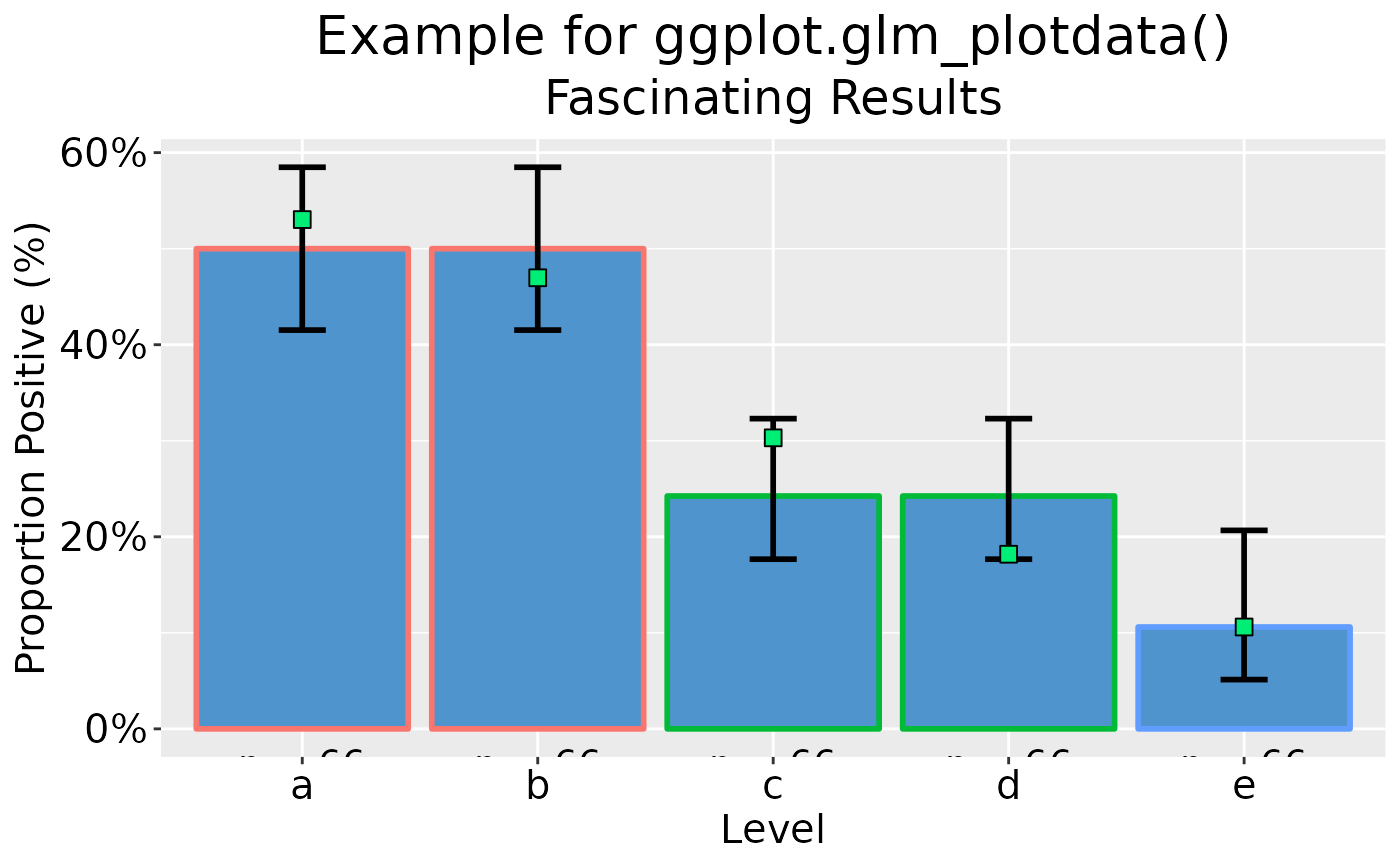 Example for ggplot.glm_plotdata()
Fascinating Results
Proportion Positive (%)
60%
40%
20%
0%
a b c d e
Level